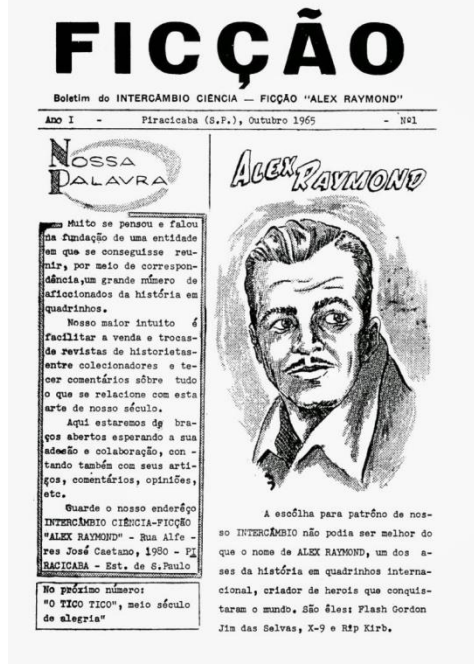 FICÇÃO
Boletim do INTERCÂMBIO CIÊNCIA — FICÇÃO "ALEX RAYMOND"
Ano I - Piracicaba (S.P.), Outubro 1965 - Nº1
NOSSA
PALAVRA
Muito se pensou e falou
na fundação de uma entidade
em que se conseguisse reu-
nir, por meio de correspon-
dência,um grande número de
aficcionados da história em
quadrinhos.
Nosso maior intuito é
facilitar a venda e trocas-
de revistas de historietas-
entre colecionadores e te-
cer comentários sôbre tudo
o que se relacione com esta
arte de nosso século.
Aqui estaremos de bra-
ços abertos esperando a sua
adesão e colaboração, con -
tando também com seus arti-
gos, comentários, opiniões,
etc.
Guarde o nosso enderêço
INTERCÂMBIO CIÊNCIA-FICÇÃO
"ALEX RAYMOND" - Rua Alfe -
res José Caetano, 1980 - PI
RACICABA - Est. de S.Paulo
No próximo número:
"O TICO TICO", meio século
de alegria"
ALEX RAYMOND
A escôlha para patrôno de nos-
so INTERCÂMBIO não podia ser melhor do
que o nome de ALEX RAYMOND, um dos a-
ses da história em quadrinhos interna-
cional, criador de herois que conquis-
taram o mundo. São êles: Flash Gordon
Jim das Selvas, X-9 e Rip Kirb.